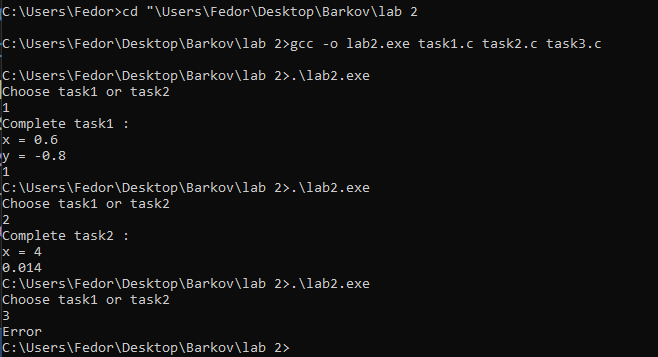 C:\Users\Fedor>cd "\Users\Fedor\Desktop\Barkov\lab 2
C:\Users\Fedor\Desktop\Barkov\lab 2>gcc -o lab2.exe task1.c task2.c task3.c
C:\Users\Fedor\Desktop\Barkov\lab 2>.\lab2.exe
Choose task1 or task2
1
Complete task1 :
x = 0.6
y = -0.8
1
C:\Users\Fedor\Desktop\Barkov\lab 2>.\lab2.exe
Choose task1 or task2
2
Complete task2 :
x = 4
0.014
C:\Users\Fedor\Desktop\Barkov\lab 2>.\lab2.exe
Choose task1 or task2
3
Error
C:\Users\Fedor\Desktop\Barkov\lab 2>